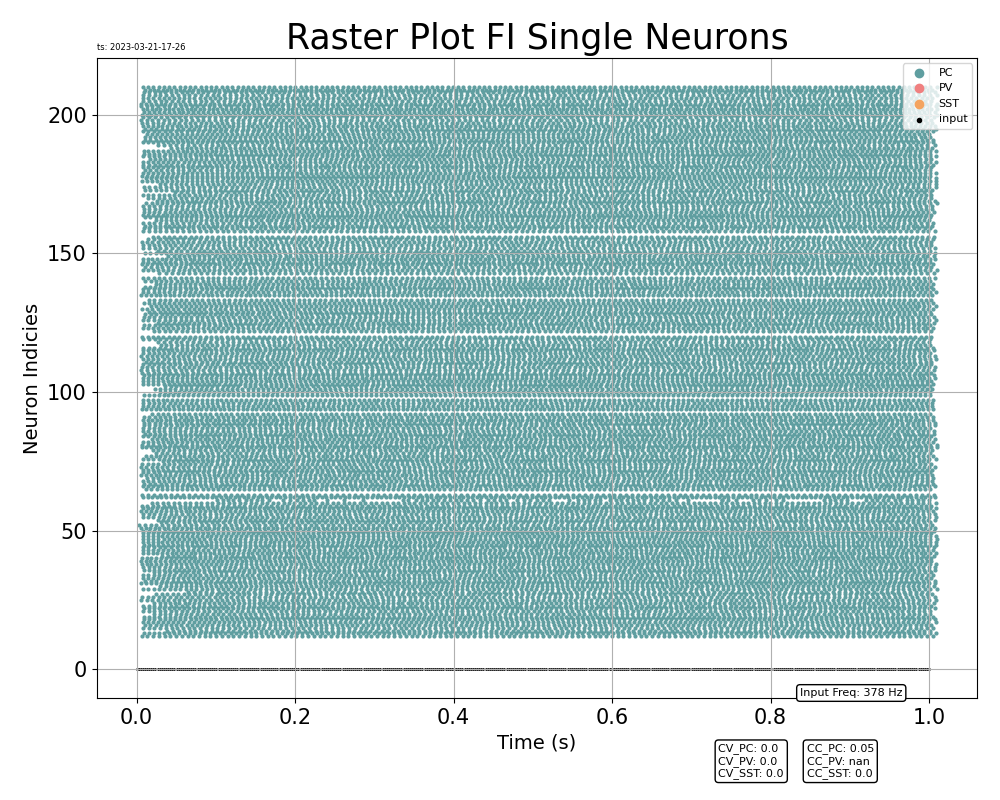 Raster Plot FI Single Neurons
ts: 2023-03-21-17-26
PC
PV
SST
input
200
150
100
50
0
Neuron Indicies
0.0 0.2 0.4 0.6 0.8 1.0
Time (s)
Input Freq: 378 Hz
CV_PC: 0.0
CV_PV: 0.0
CV_SST: 0.0
CC_PC: 0.05
CC_PV: nan
CC_SST: 0.0